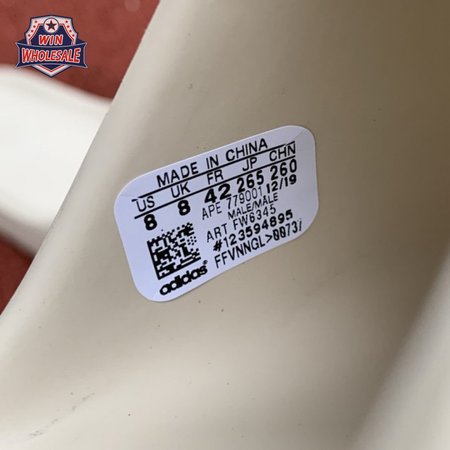 WIN
WHOLESALE
MADE IN CHINA
US UK FR JP CHN
8 8 42 265 260
APE 779001 12/19
MALE/MALE
ART FW6345
#123594895
FFVNNGL>8073
adidas